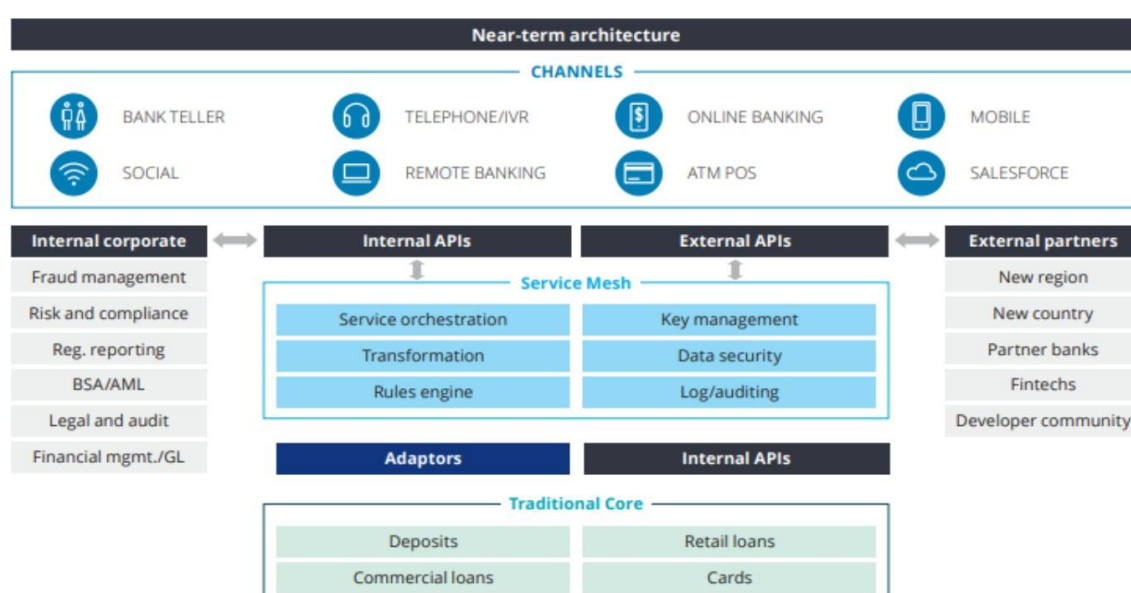 Near-term architecture
CHANNELS
BANK TELLER
TELEPHONE/IVR
ONLINE BANKING
MOBILE
SOCIAL
REMOTE BANKING
ATM POS
SALESFORCE
Internal corporate
Fraud management
Risk and compliance
Reg. reporting
BSA/AML
Legal and audit
Financial mgmt./GL
Internal APIs
External APIs
Service Mesh
Service orchestration
Key management
Transformation
Data security
Rules engine
Log/auditing
Adaptors
Internal APIs
Traditional Core
Deposits
Retail loans
Commercial loans
Cards
External partners
New region
New country
Partner banks
Fintechs
Developer community